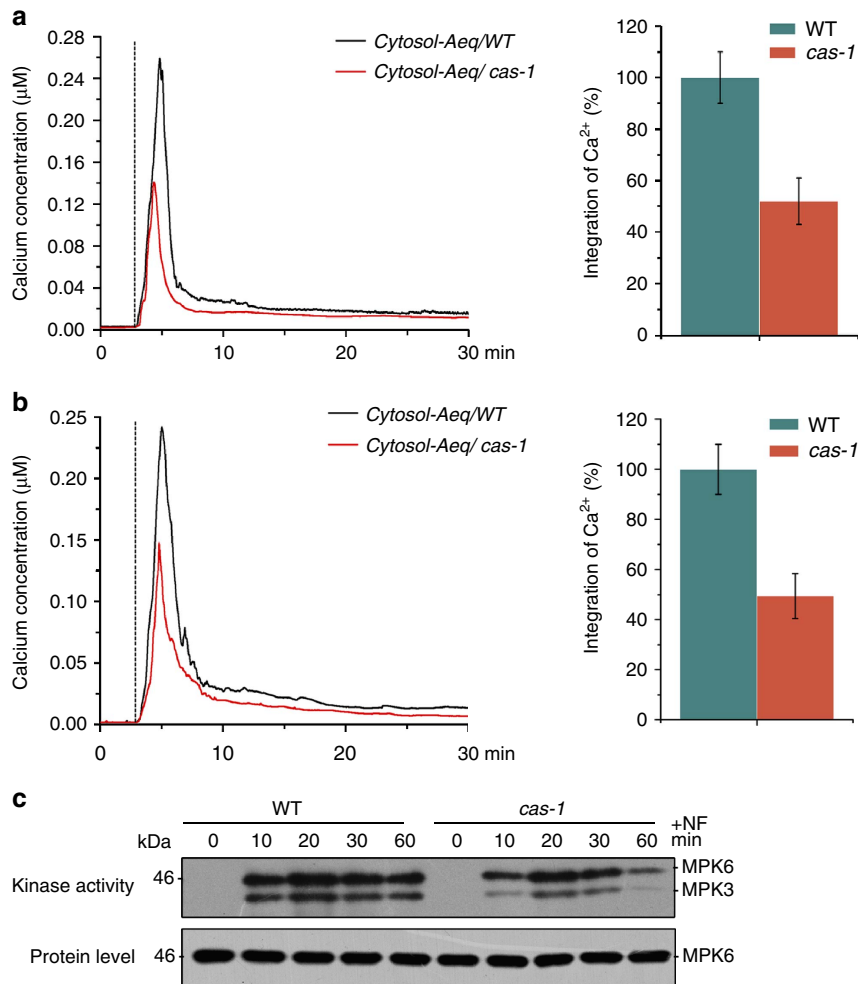 a
Calcium concentration (μM)
0.28
0.24
0.20
0.16
0.12
0.08
0.04
0.00
0
10
20
30 min
Cytosol-Aeq/WT
Cytosol-Aeq/ cas-1
Integration of Ca²⁺ (%)
120
100
80
60
40
20
0
WT
cas-1
b
Calcium concentration (μM)
0.25
0.20
0.15
0.10
0.05
0.00
0
10
20
30 min
Cytosol-Aeq/WT
Cytosol-Aeq/ cas-1
Integration of Ca²⁺ (%)
120
100
80
60
40
20
0
WT
cas-1
c
WT
cas-1
+NF
kDa 0 10 20 30 60 0 10 20 30 60 min
Kinase activity 46
MPK6
MPK3
Protein level 46 MPK6